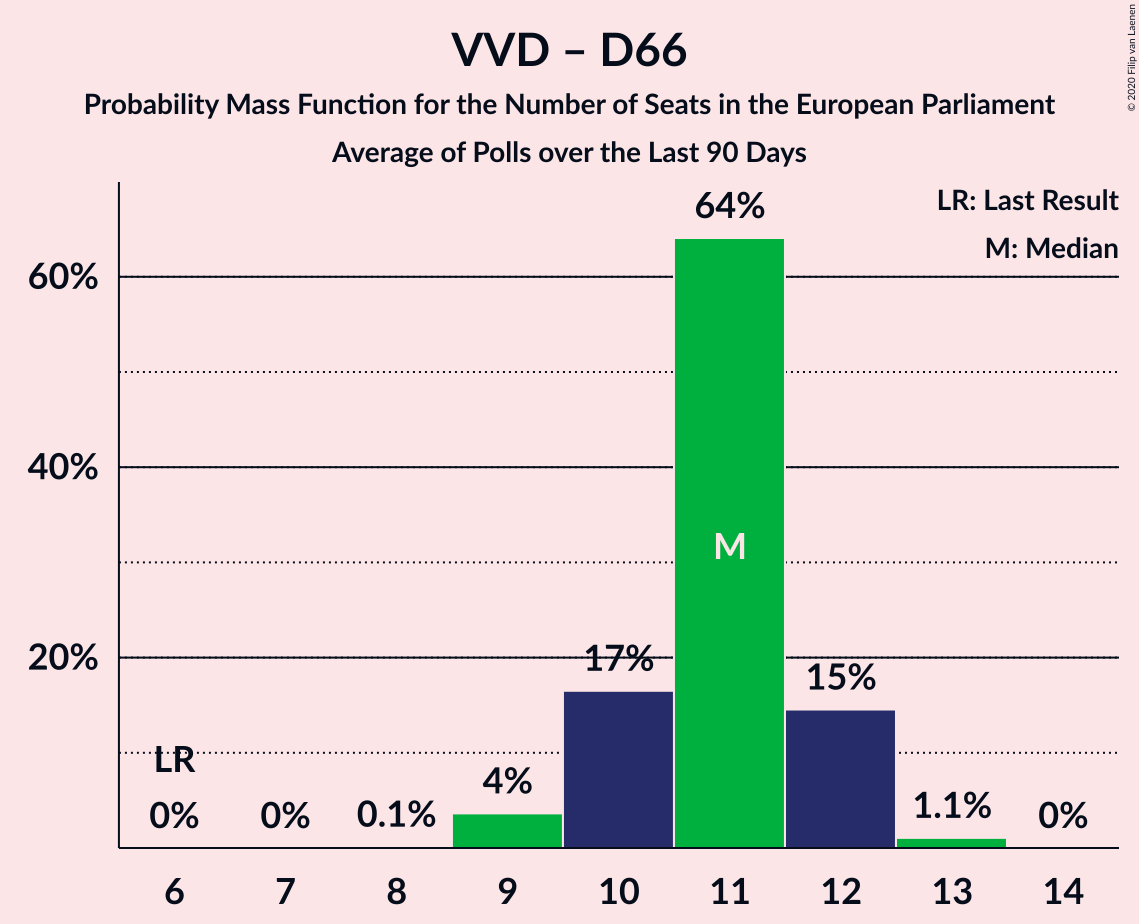 VVD – D66
Probability Mass Function for the Number of Seats in the European Parliament
Average of Polls over the Last 90 Days
© 2020 Filip van Laenen
LR: Last Result
M: Median
60%
40%
20%
LR
0%
0%
0.1%
4%
17%
64%
M
15%
1.1%
0%
6 7 8 9 10 11 12 13 14